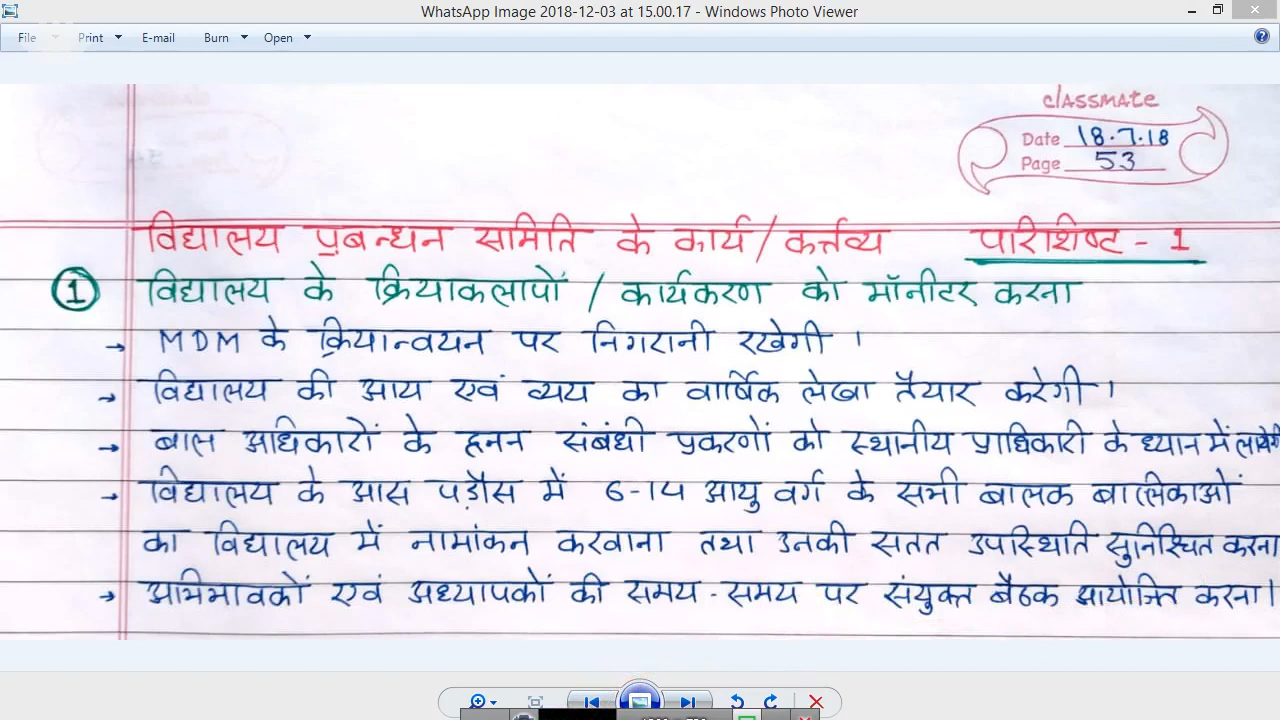 WhatsApp Image 2018-12-03 at 15.00.17 - Windows Photo Viewer
File Print E-mail Burn Open
classmate
Date 18.7.18
Page 53
विद्यालय प्रबन्धन समिति के कार्य / कर्त्तव्य परिशिष्ट - 1
1 विद्यालय के क्रियाकलापों / कार्यकरण को मॉनीटर करना
→ MDM के क्रियान्वयन पर निगरानी रखेगी ।
→ विद्यालय की आय एवं व्यय का वार्षिक लेखा तैयार करेगी ।
→ बाल अधिकारों के हनन संबंधी प्रकरणों को स्थानीय प्राधिकारी के ध्यान में लायेगी
→ विद्यालय के आस पड़ौस में 6-14 आयु वर्ग के सभी बालक बालिकाओं
का विद्यालय में नामांकन करवाना तथा उनकी सतत उपस्थिति सुनिश्चित करना
→ अभिभावकों एवं अध्यापकों की समय - समय पर संयुक्त बैठक आयोजित करना।